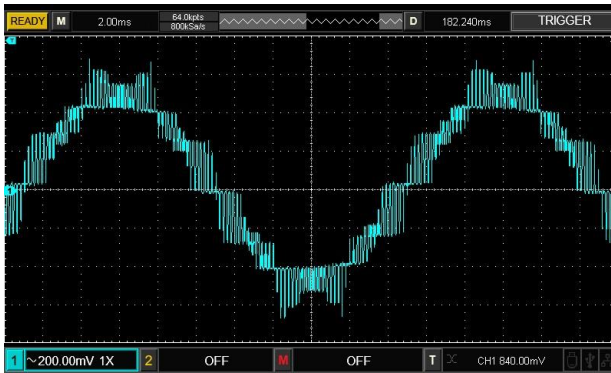 READY M 2.00ms 64.0kpts D 182.240ms TRIGGER
800kSa/s
T
1
1 ~200.00mV 1X 2 OFF M OFF T CH1 840.00mV